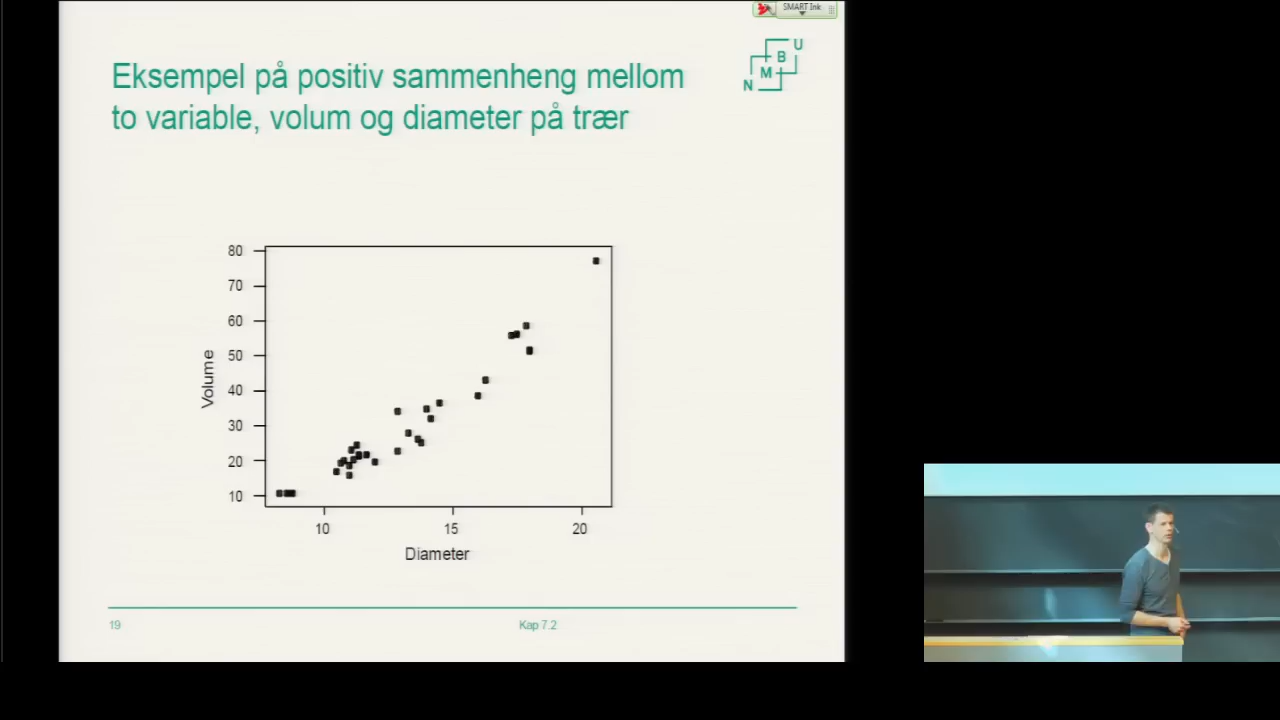 SMART Ink
N M B U
Eksempel på positiv sammenheng mellom
to variable, volum og diameter på trær
80
70
60
50
40
30
20
10
Volume
10 15 20
Diameter
19 Kap 7.2